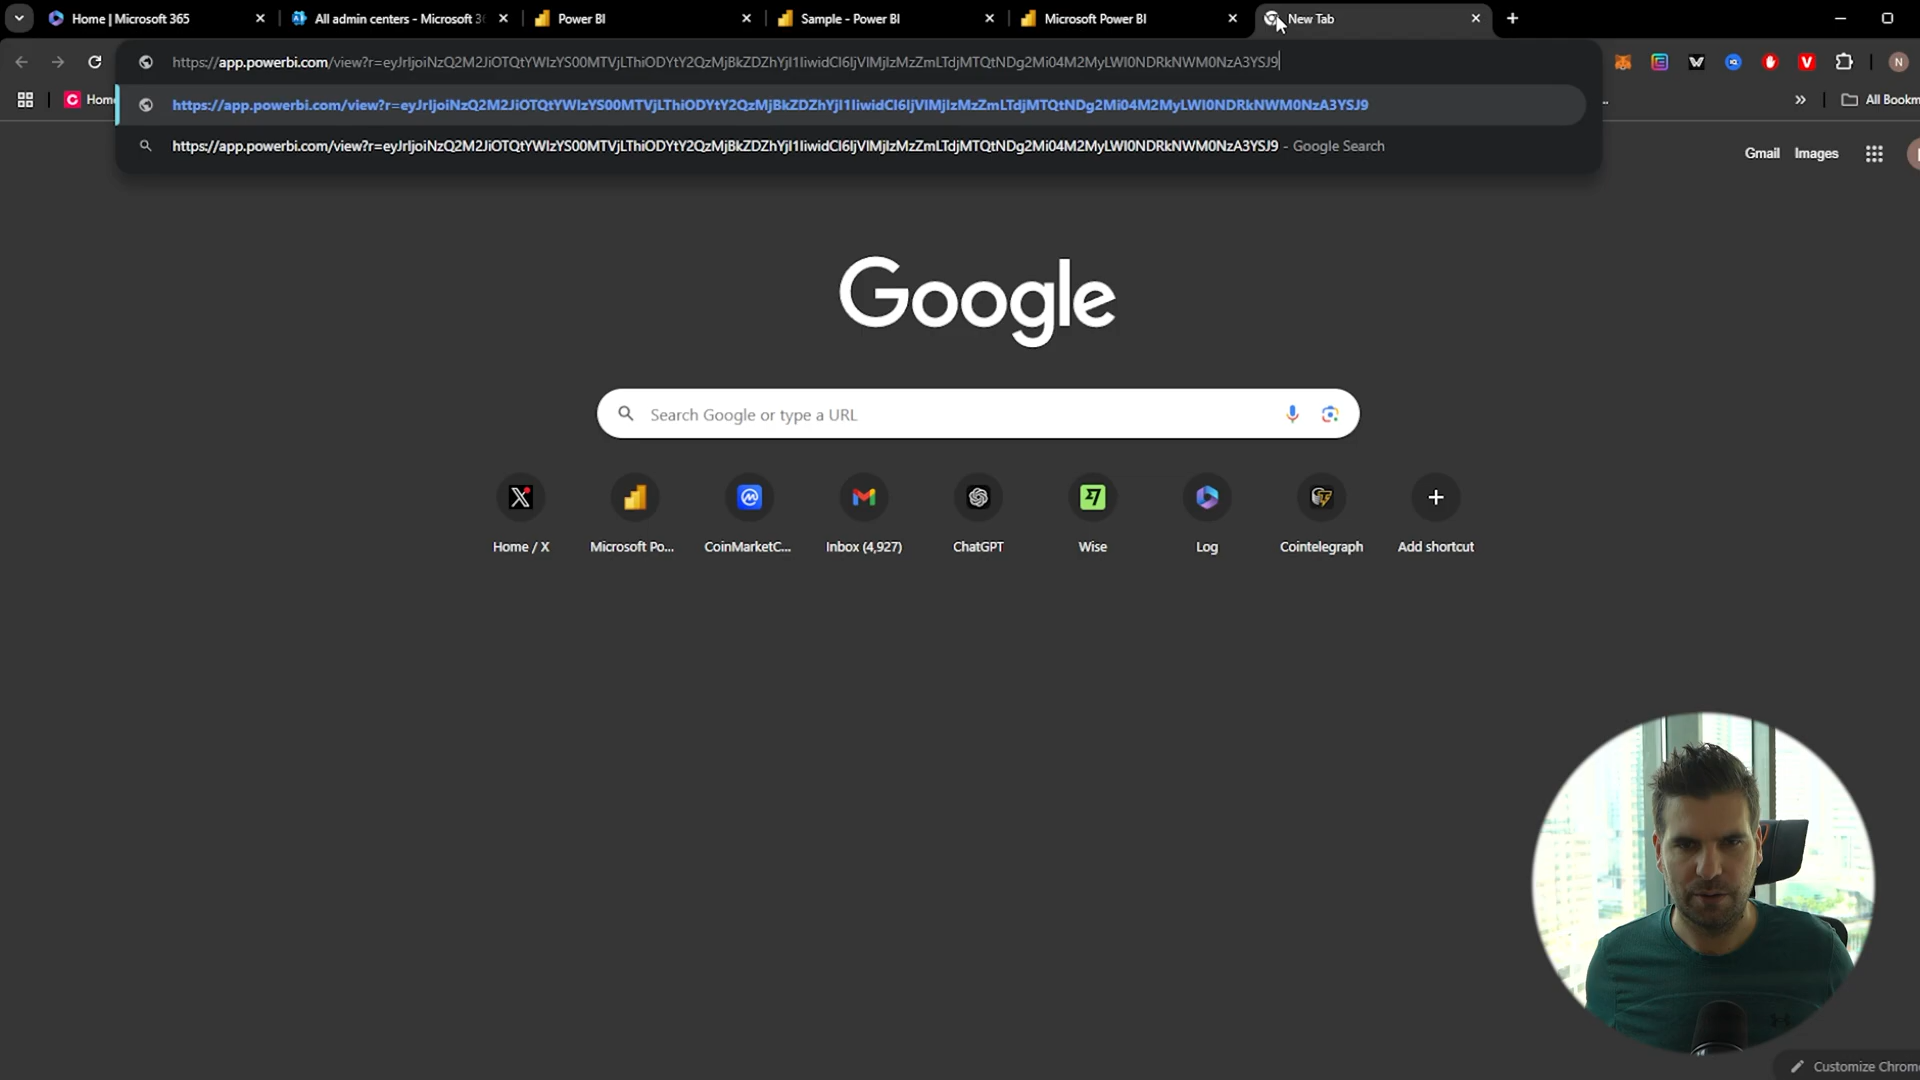 Home | Microsoft 365
All admin centers - Microsoft 36
Power BI
Sample - Power BI
Microsoft Power BI
New Tab
https://app.powerbi.com/view?r=eyJrIjoiNzQ2M2JiOTQtYWIzYS00MTVjLThiODYtY2QzMjBkZDZhYjI1IiwidCI6IjVlMjIzMzZmLTdjMTQtNDg2Mi04M2MyLWI0NDRkNWM0NzA3YSJ9
Home
https://app.powerbi.com/view?r=eyJrIjoiNzQ2M2JiOTQtYWIzYS00MTVjLThiODYtY2QzMjBkZDZhYjI1IiwidCI6IjVlMjIzMzZmLTdjMTQtNDg2Mi04M2MyLWI0NDRkNWM0NzA3YSJ9
All Bookm
https://app.powerbi.com/view?r=eyJrIjoiNzQ2M2JiOTQtYWIzYS00MTVjLThiODYtY2QzMjBkZDZhYjI1IiwidCI6IjVlMjIzMzZmLTdjMTQtNDg2Mi04M2MyLWI0NDRkNWM0NzA3YSJ9 - Google Search
Gmail
Images
Google
Search Google or type a URL
Home / X
Microsoft Po...
CoinMarketC...
Inbox (4,927)
ChatGPT
Wise
Log
Cointelegraph
Add shortcut
Customize Chrom